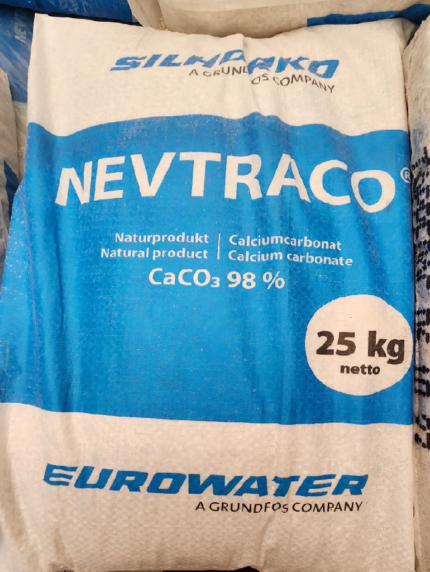 SILHORKO
A GRUNDFOS COMPANY
NEVTRACO®
Naturprodukt | Calciumcarbonat
Natural product | Calcium carbonate
CaCO₃ 98 %
25 kg
netto
EUROWATER
A GRUNDFOS COMPANY